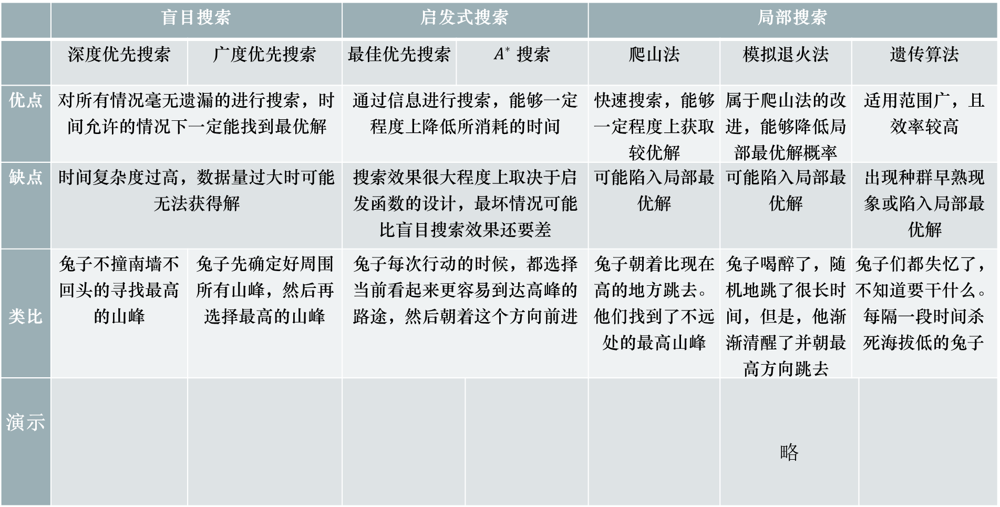 盲目搜索
启发式搜索
局部搜索
深度优先搜索
广度优先搜索
最佳优先搜索
A* 搜索
爬山法
模拟退火法
遗传算法
优点
对所有情况毫无遗漏的进行搜索，时
间允许的情况下一定能找到最优解
通过信息进行搜索，能够一定
程度上降低所消耗的时间
快速搜索，能够
一定程度上获取
较优解
属于爬山法的改
进，能够降低局
部最优解概率
适用范围广，且
效率较高
缺点
时间复杂度过高，数据量过大时可能
无法获得解
搜索效果很大程度上取决于启
发函数的设计，最坏情况可能
比盲目搜索效果还要差
可能陷入局部最
优解
可能陷入局部最
优解
出现种群早熟现
象或陷入局部最
优解
类比
兔子不撞南墙不
回头的寻找最高
的山峰
兔子先确定好周围
所有山峰，然后再
选择最高的山峰
兔子每次行动的时候，都选择
当前看起来更容易到达高峰的
路途，然后朝着这个方向前进
兔子朝着比现在
高的地方跳去。
他们找到了不远
处的最高山峰
兔子喝醉了，随
机地跳了很长时
间，但是，他渐
渐清醒了并朝最
高方向跳去
兔子们都失忆了，
不知道要干什么。
每隔一段时间杀
死海拔低的兔子
演示
略